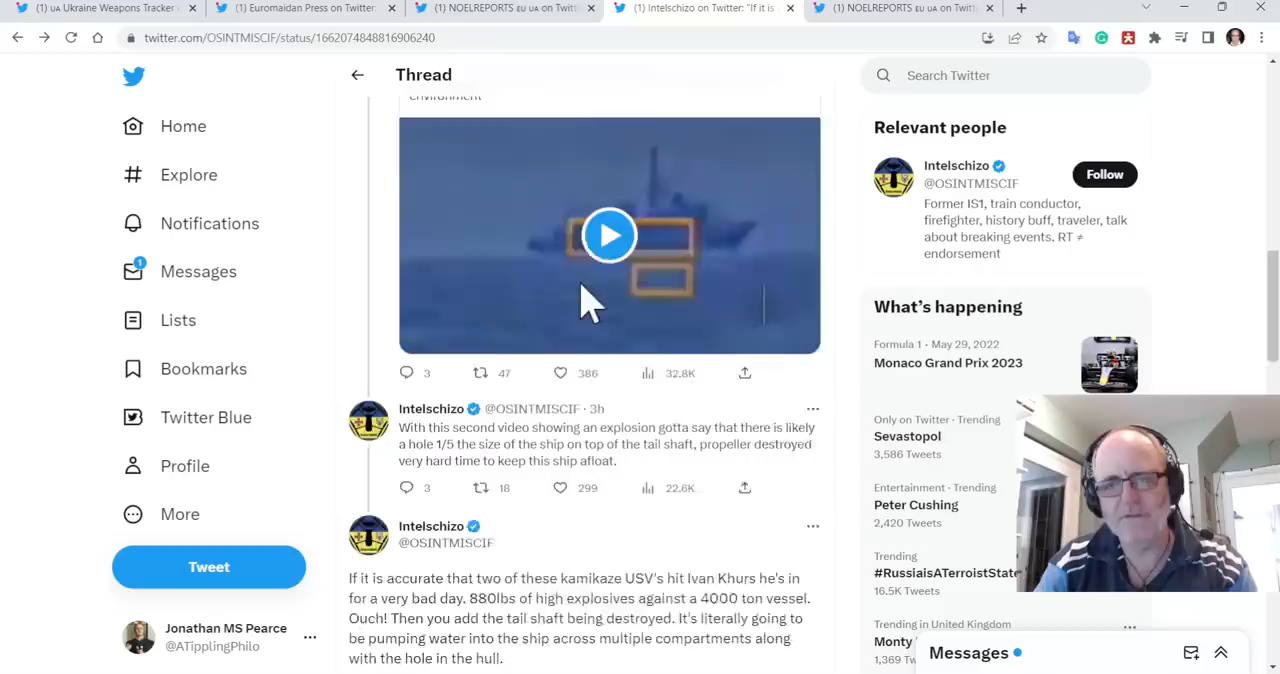 (1) UA Ukraine Weapons Tracker
(1) Euromaidan Press on Twitter:
(1) NOELREPORTS EU UA on Twitt
(1) Intelschizo on Twitter: "If it is
(1) NOELREPORTS EU UA on Twitt
twitter.com/OSINTMISCIF/status/1662074848816906240
Home
Explore
Notifications
1
Messages
Lists
Bookmarks
Twitter Blue
Profile
More
Tweet
Jonathan MS Pearce
@ATipplingPhilo
Thread
environment
3 47 386 32.8K
Intelschizo @OSINTMISCIF · 3h
With this second video showing an explosion gotta say that there is likely
a hole 1/5 the size of the ship on top of the tail shaft, propeller destroyed
very hard time to keep this ship afloat.
3 18 299 22.6K
Intelschizo
@OSINTMISCIF
If it is accurate that two of these kamikaze USV's hit Ivan Khurs he's in
for a very bad day. 880lbs of high explosives against a 4000 ton vessel.
Ouch! Then you add the tail shaft being destroyed. It's literally going to
be pumping water into the ship across multiple compartments along
with the hole in the hull.
Search Twitter
Relevant people
Intelschizo
@OSINTMISCIF
Follow
Former IS1, train conductor,
firefighter, history buff, traveler, talk
about breaking events. RT ≠
endorsement
What's happening
Formula 1 · May 29, 2022
Monaco Grand Prix 2023
Only on Twitter · Trending
Sevastopol
3,586 Tweets
Entertainment · Trending
Peter Cushing
2,420 Tweets
Trending
#RussiaisATerroristState
16.5K Tweets
Trending in United Kingdom
Monty
1,369 Tw
Messages